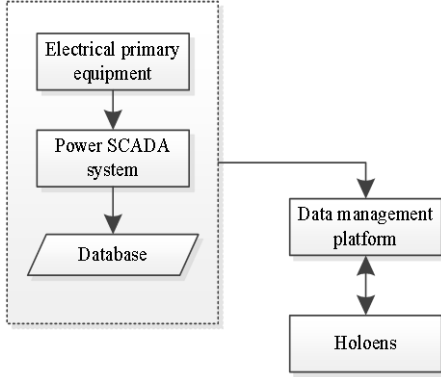 Electrical primary
equipment
Power SCADA
system
Database
Data management
platform
Holoens